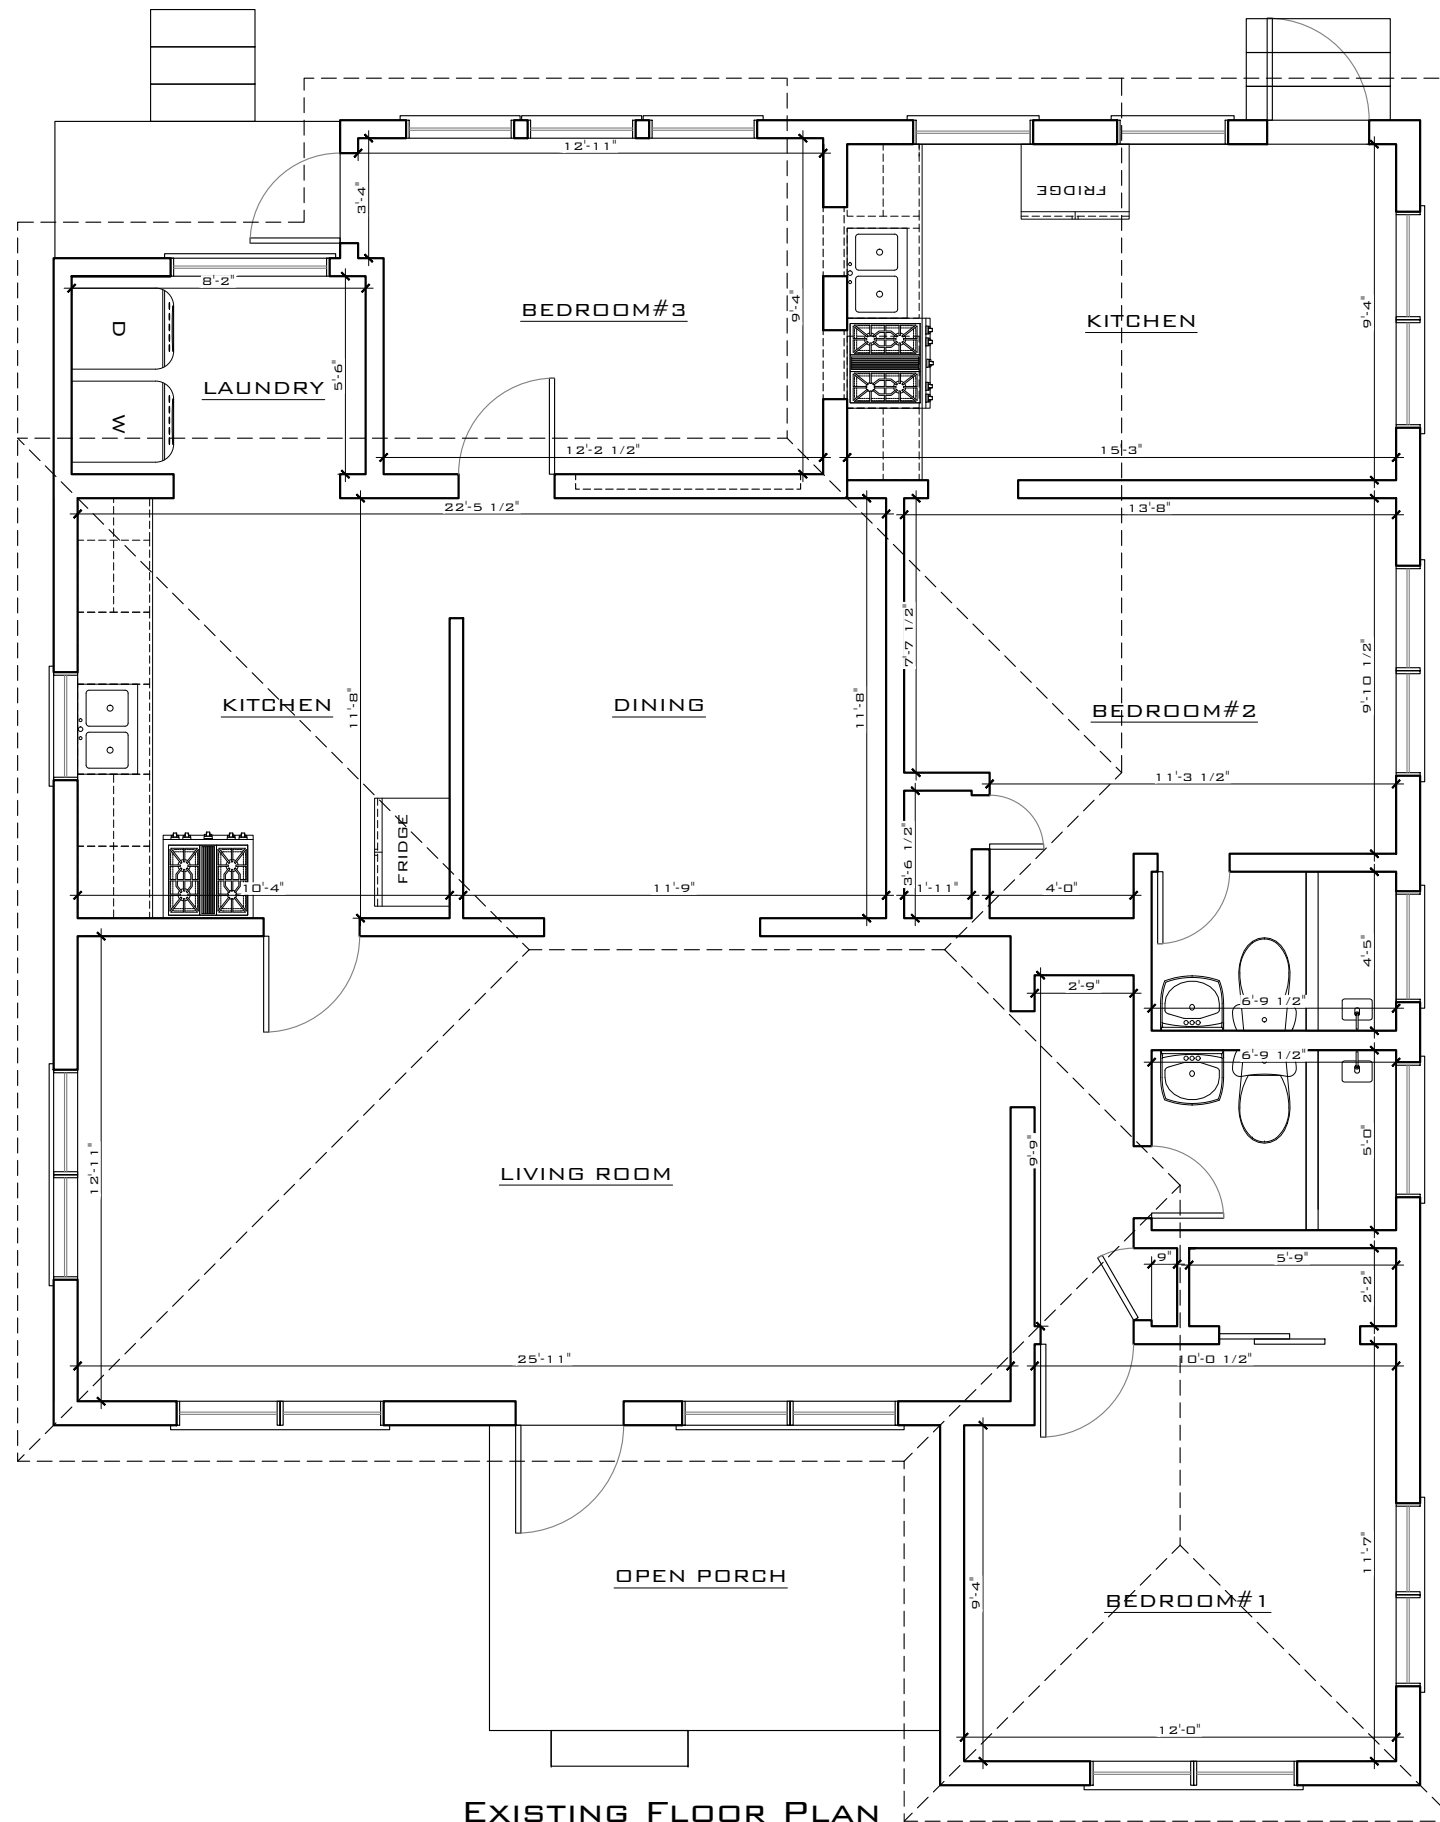 12'-11"
3'-4"
FRIDGE
8'-2"
D
BEDROOM#3
9'-4"
KITCHEN
9'-4"
LAUNDRY
5'-6"
W
12'-2 1/2"
15'-3"
22'-5 1/2"
13'-8"
7'-7 1/2"
KITCHEN
11'-8"
DINING
11'-8"
BEDROOM#2
9'-10 1/2"
11'-3 1/2"
FRIDGE
3'-6 1/2"
10'-4"
11'-9"
1'-11"
4'-0"
4'-5"
2'-9"
6'-9 1/2"
6'-9 1/2"
12'-11"
LIVING ROOM
9'-9"
5'-0"
9"
5'-9"
2'-2"
25'-11"
10'-0 1/2"
OPEN PORCH
9'-4"
BEDROOM#1
11'-7"
12'-0"
EXISTING FLOOR PLAN